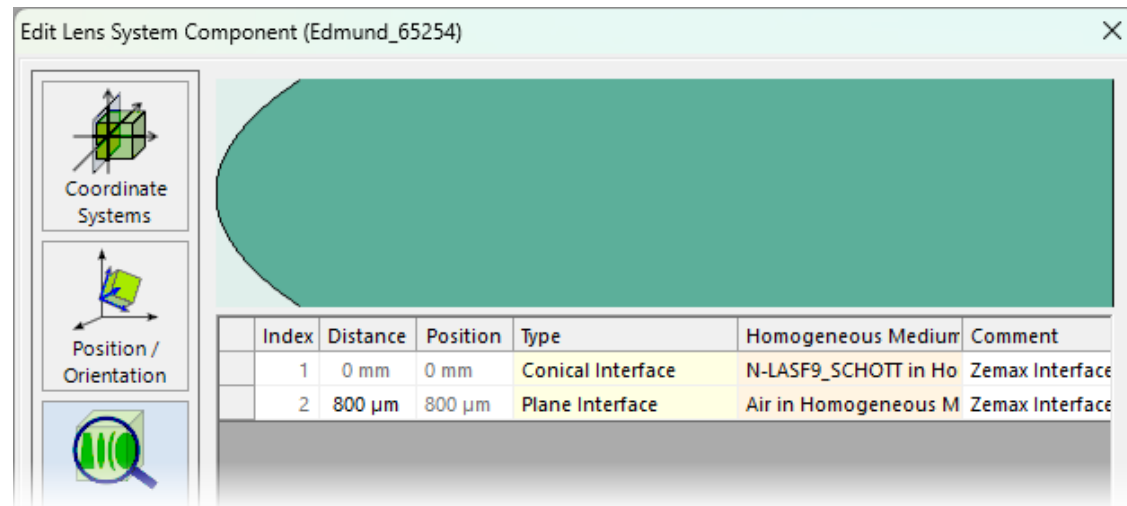 Edit Lens System Component (Edmund_65254)
Coordinate
Systems
Position /
Orientation
Index Distance Position Type Homogeneous Medium Comment
1 0 mm 0 mm Conical Interface N-LASF9_SCHOTT in Ho Zemax Interface
2 800 µm 800 µm Plane Interface Air in Homogeneous M Zemax Interface